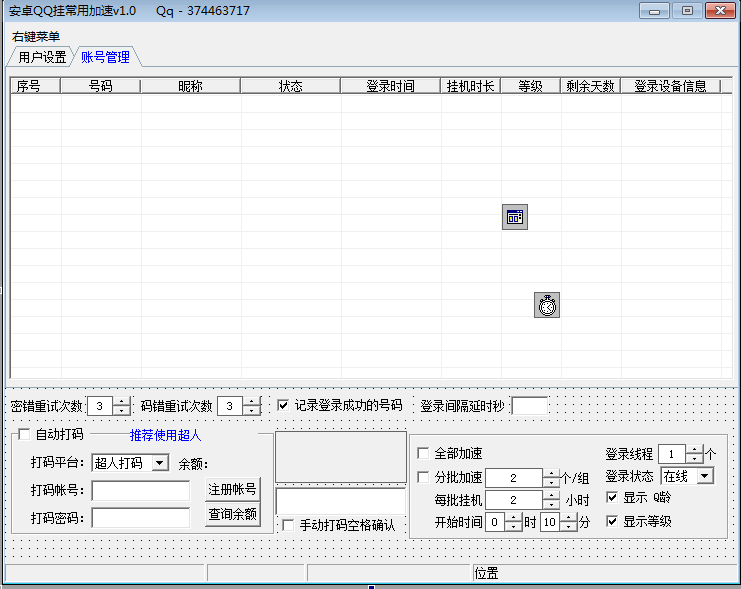 安卓QQ挂常用加速v1.0 Qq - 374463717
右键菜单
用户设置 账号管理
序号 号码 昵称 状态 登录时间 挂机时长 等级 剩余天数 登录设备信息
密错重试次数 3 码错重试次数 3 记录登录成功的号码 登录间隔延时秒
自动打码 推荐使用超人
打码平台: 超人打码 余额:
打码帐号: 注册帐号
打码密码: 查询余额
手动打码空格确认
全部加速 登录线程 1 个
分批加速 2 个/组 登录状态 在线
每批挂机 2 小时 显示 Q龄
开始时间 0 时 10 分 显示等级
位置